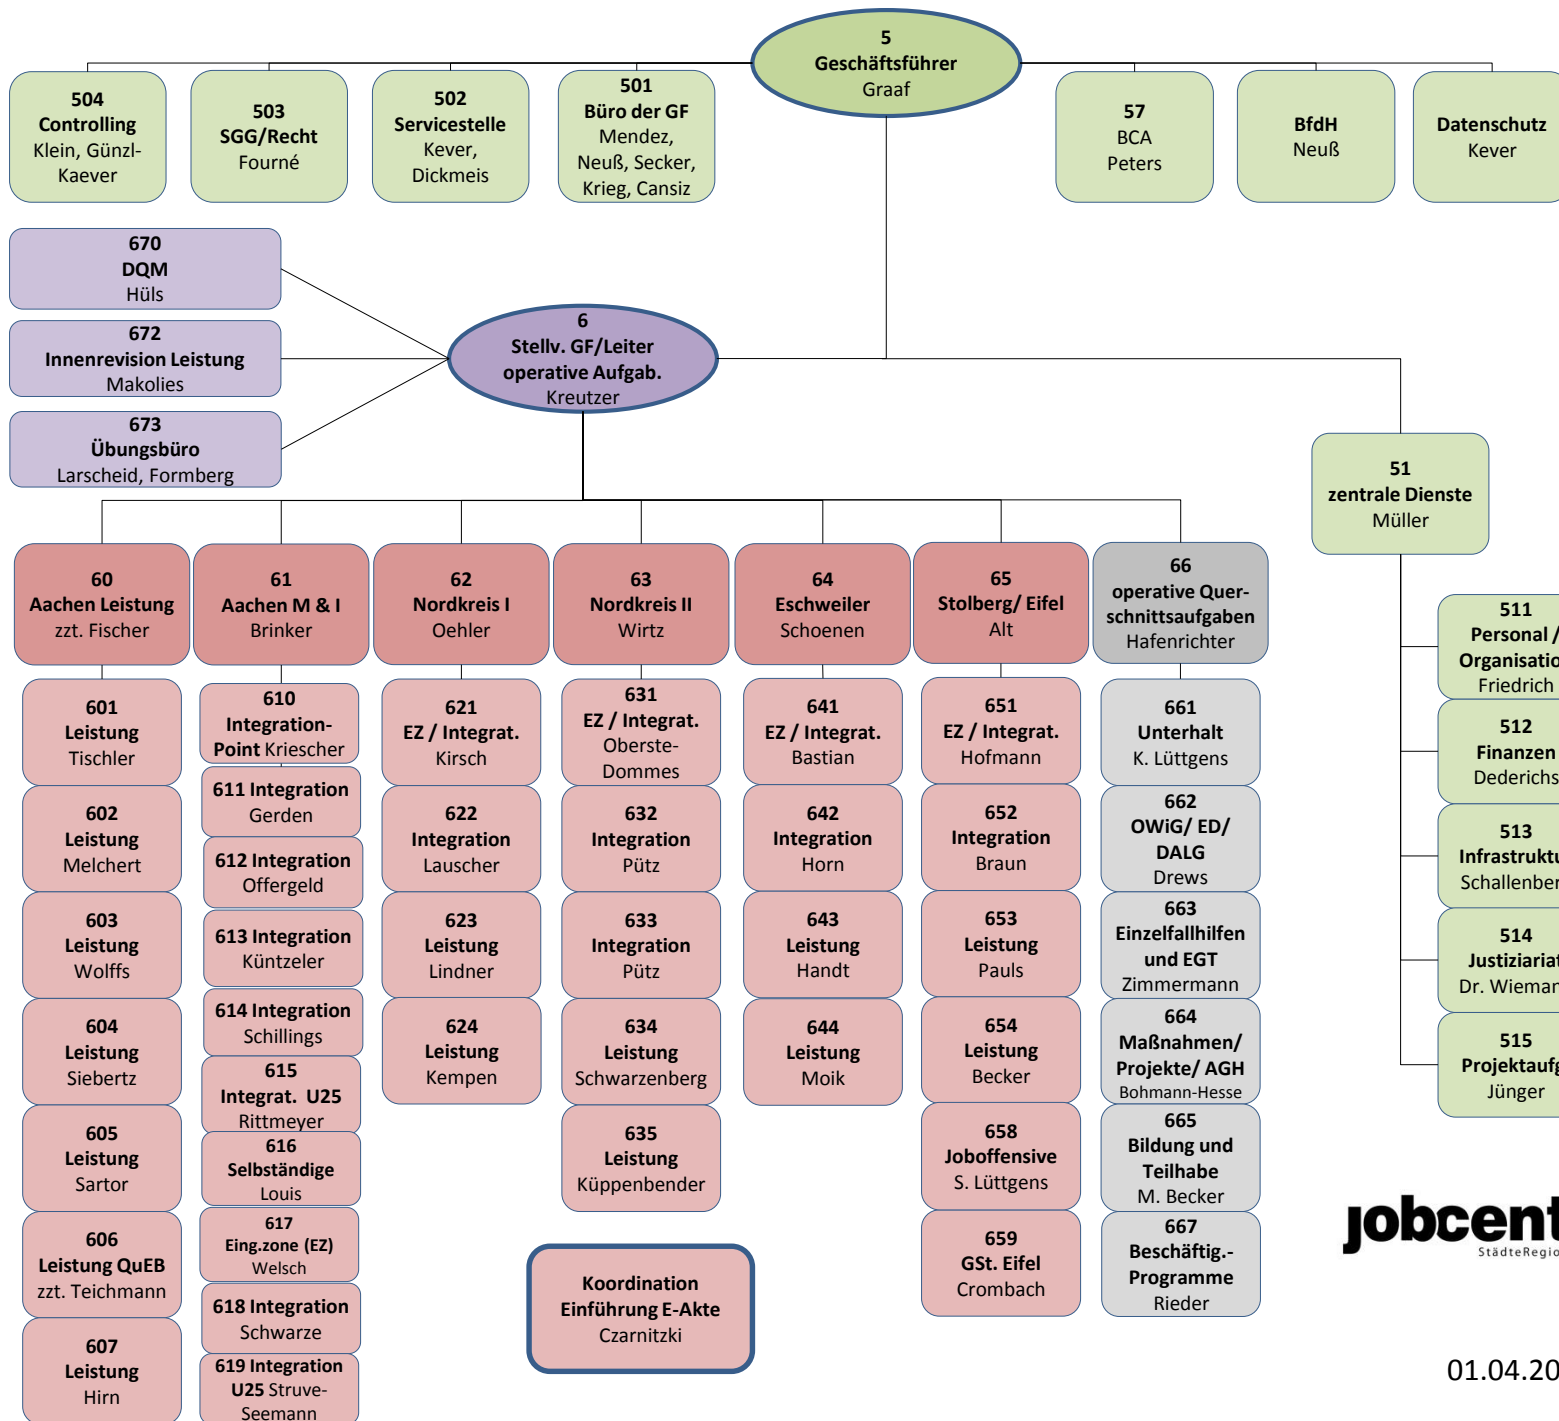 5
Geschäftsführer
Graaf
504
Controlling
Klein, Günzl-
Kaever
503
SGG/Recht
Fourné
502
Servicestelle
Kever,
Dickmeis
501
Büro der GF
Mendez,
Neuß, Secker,
Krieg, Cansiz
57
BCA
Peters
BfdH
Neuß
Datenschutz
Kever
670
DQM
Hüls
672
Innenrevision Leistung
Makolies
673
Übungsbüro
Larscheid, Formberg
6
Stellv. GF/Leiter
operative Aufgab.
Kreutzer
51
zentrale Dienste
Müller
60
Aachen Leistung
zzt. Fischer
61
Aachen M & I
Brinker
62
Nordkreis I
Oehler
63
Nordkreis II
Wirtz
64
Eschweiler
Schoenen
65
Stolberg/ Eifel
Alt
66
operative Quer-
schnittsaufgaben
Hafenrichter
601
Leistung
Tischler
602
Leistung
Melchert
603
Leistung
Wolffs
604
Leistung
Siebertz
605
Leistung
Sartor
606
Leistung QuEB
zzt. Teichmann
607
Leistung
Hirn
610
Integration-
Point Kriescher
611 Integration
Gerden
612 Integration
Offergeld
613 Integration
Küntzeler
614 Integration
Schillings
615
Integrat. U25
Rittmeyer
616
Selbständige
Louis
617
Eing.zone (EZ)
Welsch
618 Integration
Schwarze
619 Integration
U25 Struve-
Seemann
621
EZ / Integrat.
Kirsch
622
Integration
Lauscher
623
Leistung
Lindner
624
Leistung
Kempen
631
EZ / Integrat.
Oberste-
Dommes
632
Integration
Pütz
633
Integration
Pütz
634
Leistung
Schwarzenberg
635
Leistung
Küppenbender
641
EZ / Integrat.
Bastian
642
Integration
Horn
643
Leistung
Handt
644
Leistung
Moik
651
EZ / Integrat.
Hofmann
652
Integration
Braun
653
Leistung
Pauls
654
Leistung
Becker
658
Joboffensive
S. Lüttgens
659
GSt. Eifel
Crombach
661
Unterhalt
K. Lüttgens
662
OWiG/ ED/
DALG
Drews
663
Einzelfallhilfen
und EGT
Zimmermann
664
Maßnahmen/
Projekte/ AGH
Bohmann-Hesse
665
Bildung und
Teilhabe
M. Becker
667
Beschäftig.-
Programme
Rieder
511
Personal /
Organisatio
Friedrich
512
Finanzen
Dederichs
513
Infrastruktu
Schallenber
514
Justiziariat
Dr. Wieman
515
Projektaufg
Jünger
Koordination
Einführung E-Akte
Czarnitzki
jobcent
StädteRegio
01.04.20